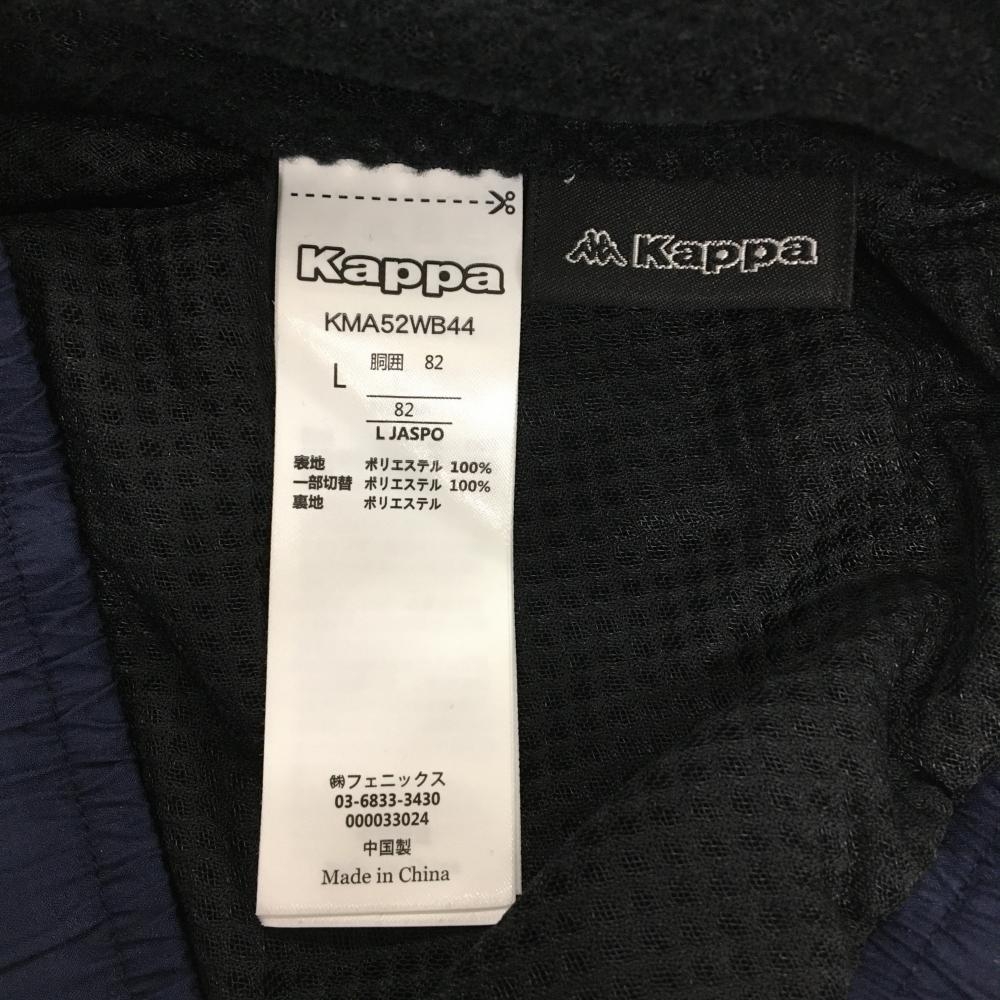 Kappa
KMA52WB44
L
胴囲 82
82
L JASPO
表地 ポリエステル 100%
一部切替 ポリエステル 100%
裏地 ポリエステル
㈱フェニックス
03-6833-3430
000033024
中国製
Made in China
Kappa